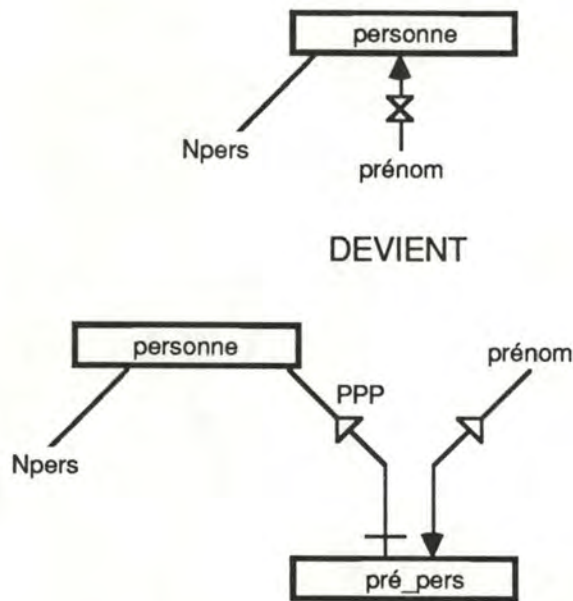 personne
Npers
prénom
DEVIENT
personne
prénom
PPP
Npers
pré_pers